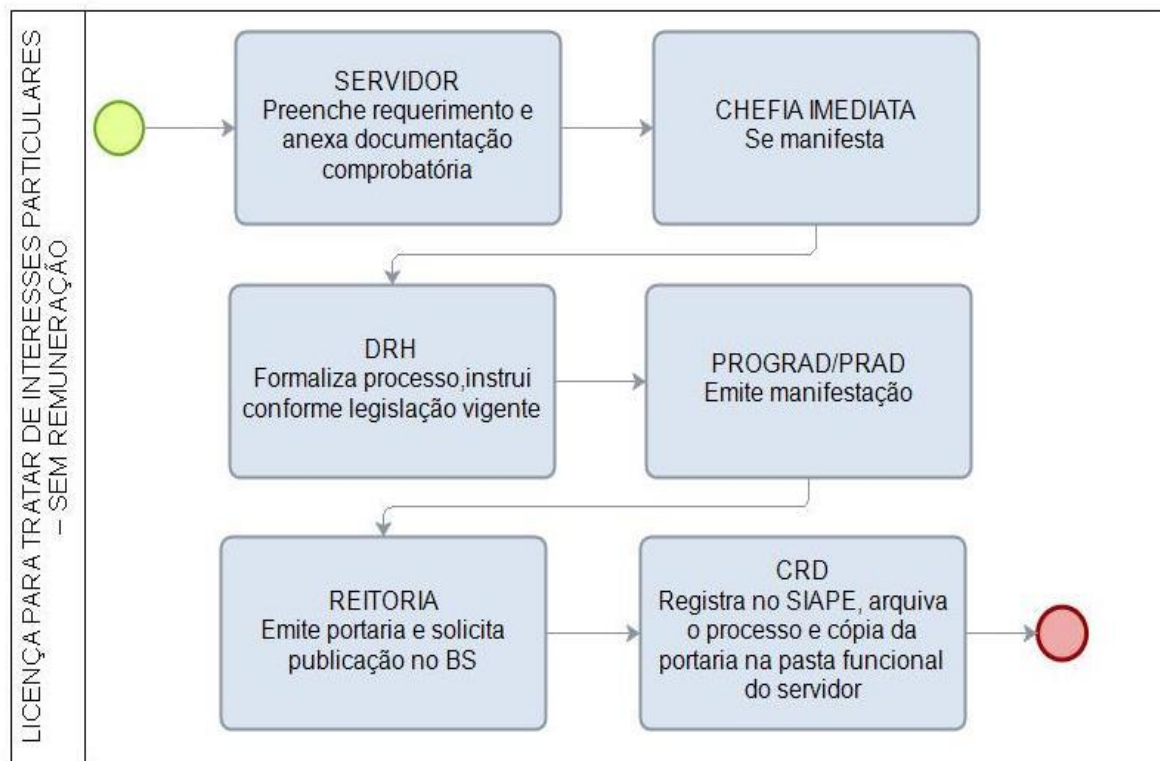 LICENÇA PARA TRATAR DE INTERESSES PARTICULARES
– SEM REMUNERAÇÃO
SERVIDOR
Preenche requerimento e
anexa documentação
comprobatória
CHEFIA IMEDIATA
Se manifesta
DRH
Formaliza processo,instrui
conforme legislação vigente
PROGRAD/PRAD
Emite manifestação
REITORIA
Emite portaria e solicita
publicação no BS
CRD
Registra no SIAPE, arquiva
o processo e cópia da
portaria na pasta funcional
do servidor